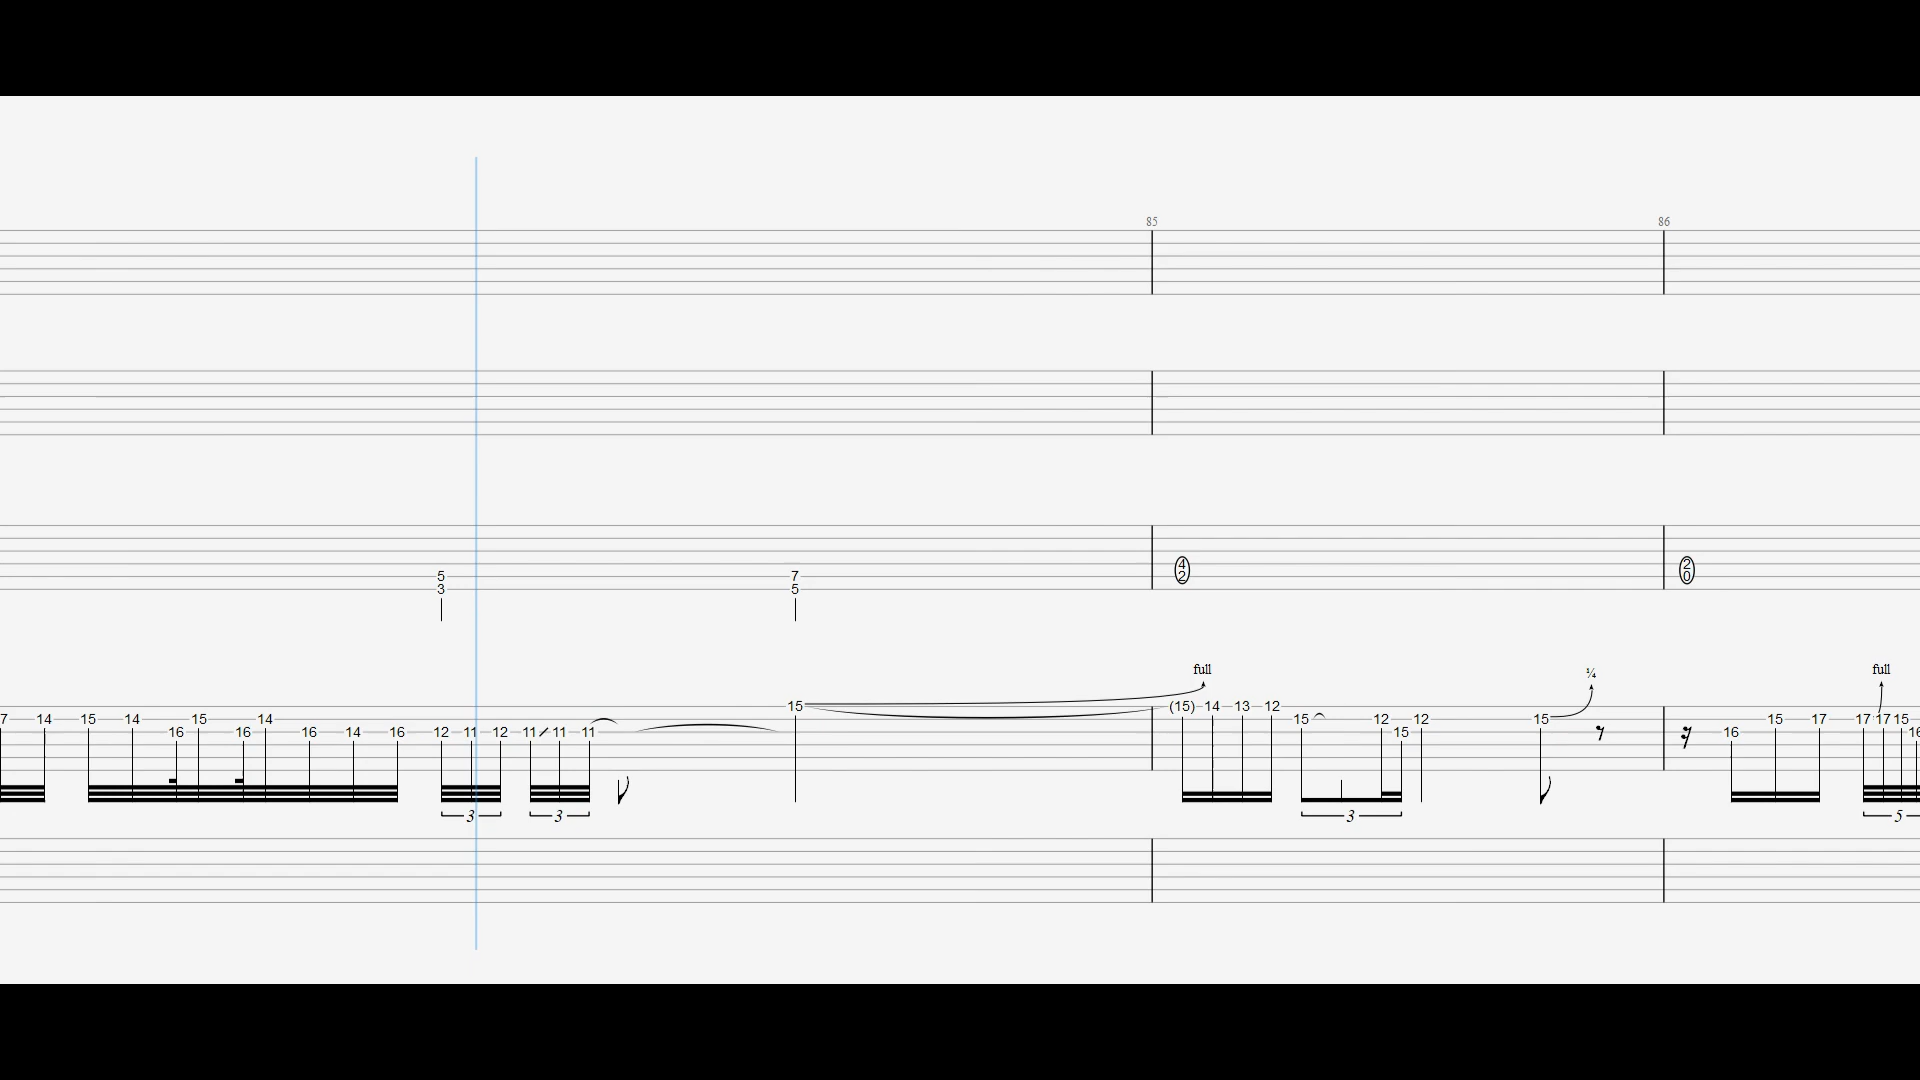 85 86
5 7
3 5
4 2
2 0
full ¼ full
15 (15) 14 13 12
7 14 15 14 15 14 15 12 12 15 15 17 17 17 15
16 16 16 14 16 12 11 12 11 11 11 15 16 16
3 3 3 5